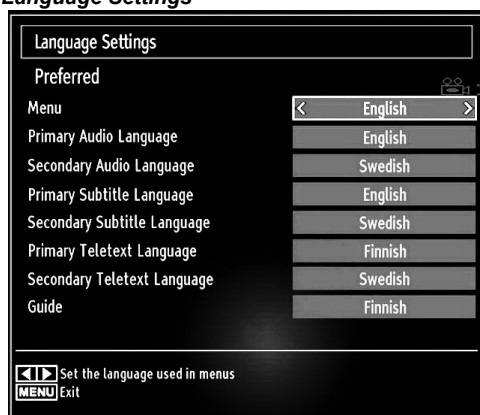 Language Settings
Language Settings
Preferred
Menu English
Primary Audio Language English
Secondary Audio Language Swedish
Primary Subtitle Language English
Secondary Subtitle Language Swedish
Primary Teletext Language Finnish
Secondary Teletext Language Swedish
Guide Finnish
Set the language used in menus
MENU Exit